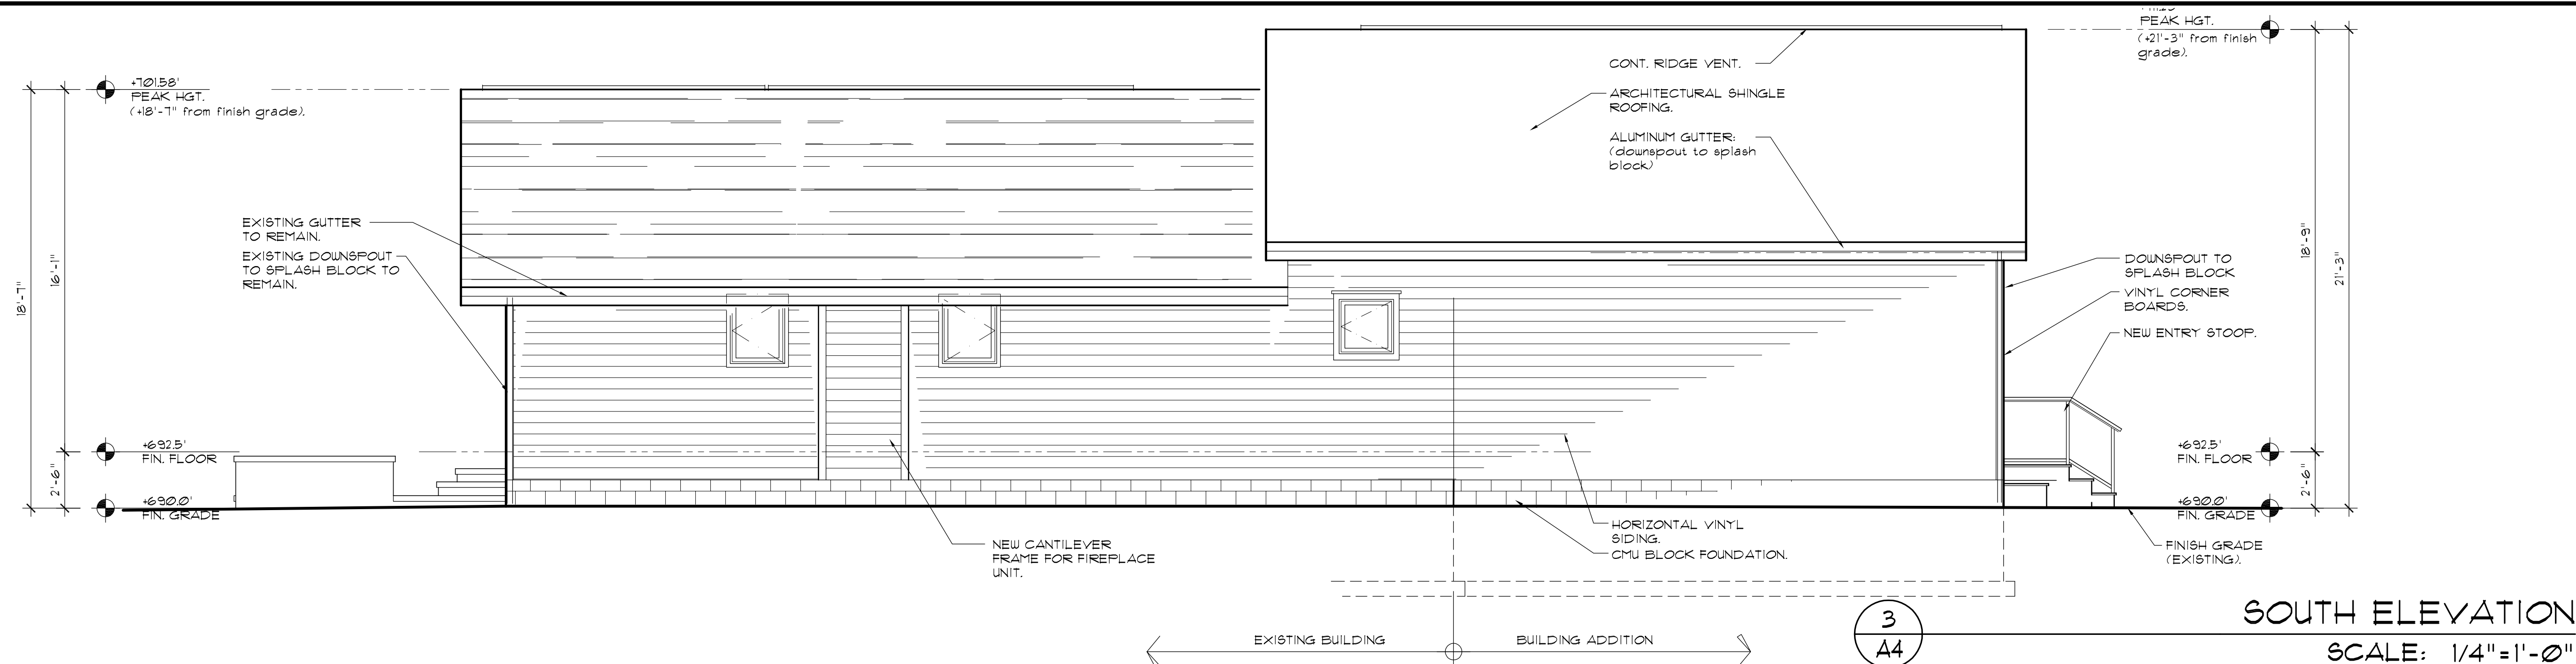 +701.58'
PEAK HGT.
(+18'-7" from finish grade).
18'-7"
16'-1"
2'-6"
EXISTING GUTTER
TO REMAIN.
EXISTING DOWNSPOUT
TO SPLASH BLOCK TO
REMAIN.
+692.5'
FIN. FLOOR
+690.0'
FIN. GRADE
CONT. RIDGE VENT.
ARCHITECTURAL SHINGLE
ROOFING.
ALUMINUM GUTTER:
(downspout to splash
block)
PEAK HGT.
(+21'-3" from finish
grade).
18'-9"
21'-3"
2'-6"
DOWNSPOUT TO
SPLASH BLOCK
VINYL CORNER
BOARDS.
NEW ENTRY STOOP.
+692.5'
FIN. FLOOR
+690.0'
FIN. GRADE
NEW CANTILEVER
FRAME FOR FIREPLACE
UNIT.
HORIZONTAL VINYL
SIDING.
CMU BLOCK FOUNDATION.
FINISH GRADE
(EXISTING).
EXISTING BUILDING
BUILDING ADDITION
3
A4
SOUTH ELEVATION
SCALE: 1/4"=1'-0"